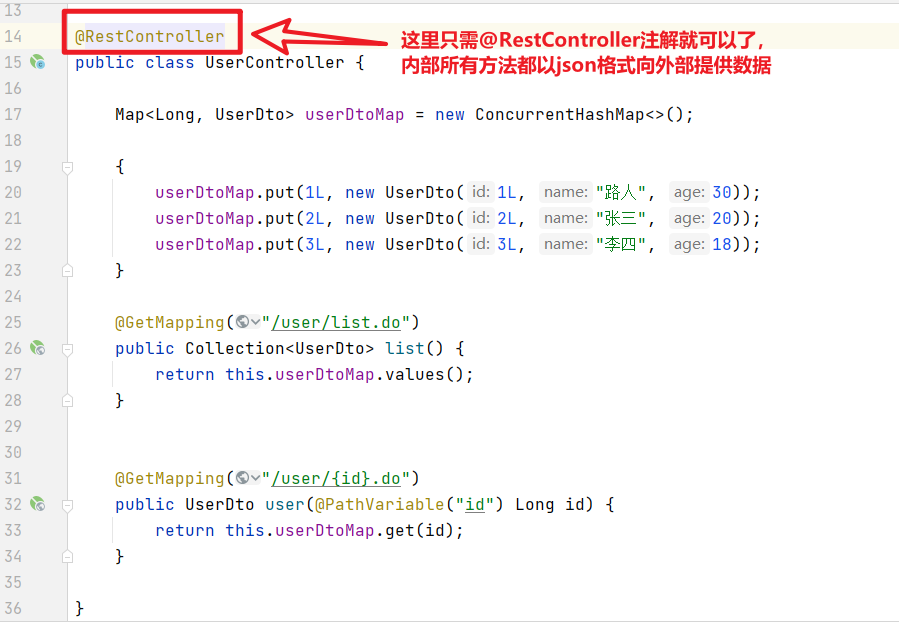 13
14 @RestController
这里只需@RestController注解就可以了,
内部所有方法都以json格式向外部提供数据
15 public class UserController {
16
17 Map<Long, UserDto> userDtoMap = new ConcurrentHashMap<>();
18
19 {
20 userDtoMap.put(1L, new UserDto( id: 1L, name: "路人", age: 30));
21 userDtoMap.put(2L, new UserDto( id: 2L, name: "张三", age: 20));
22 userDtoMap.put(3L, new UserDto( id: 3L, name: "李四", age: 18));
23 }
24
25 @GetMapping("/user/list.do")
26 public Collection<UserDto> list() {
27 return this.userDtoMap.values();
28 }
29
30
31 @GetMapping("/user/{id}.do")
32 public UserDto user(@PathVariable("id") Long id) {
33 return this.userDtoMap.get(id);
34 }
35
36 }